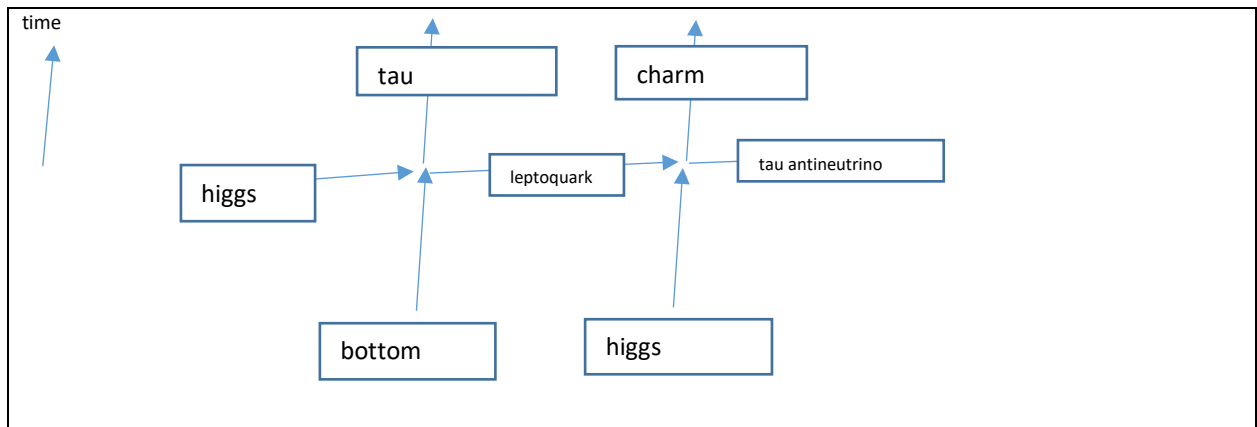 time
tau
charm
higgs
leptoquark
tau antineutrino
bottom
higgs